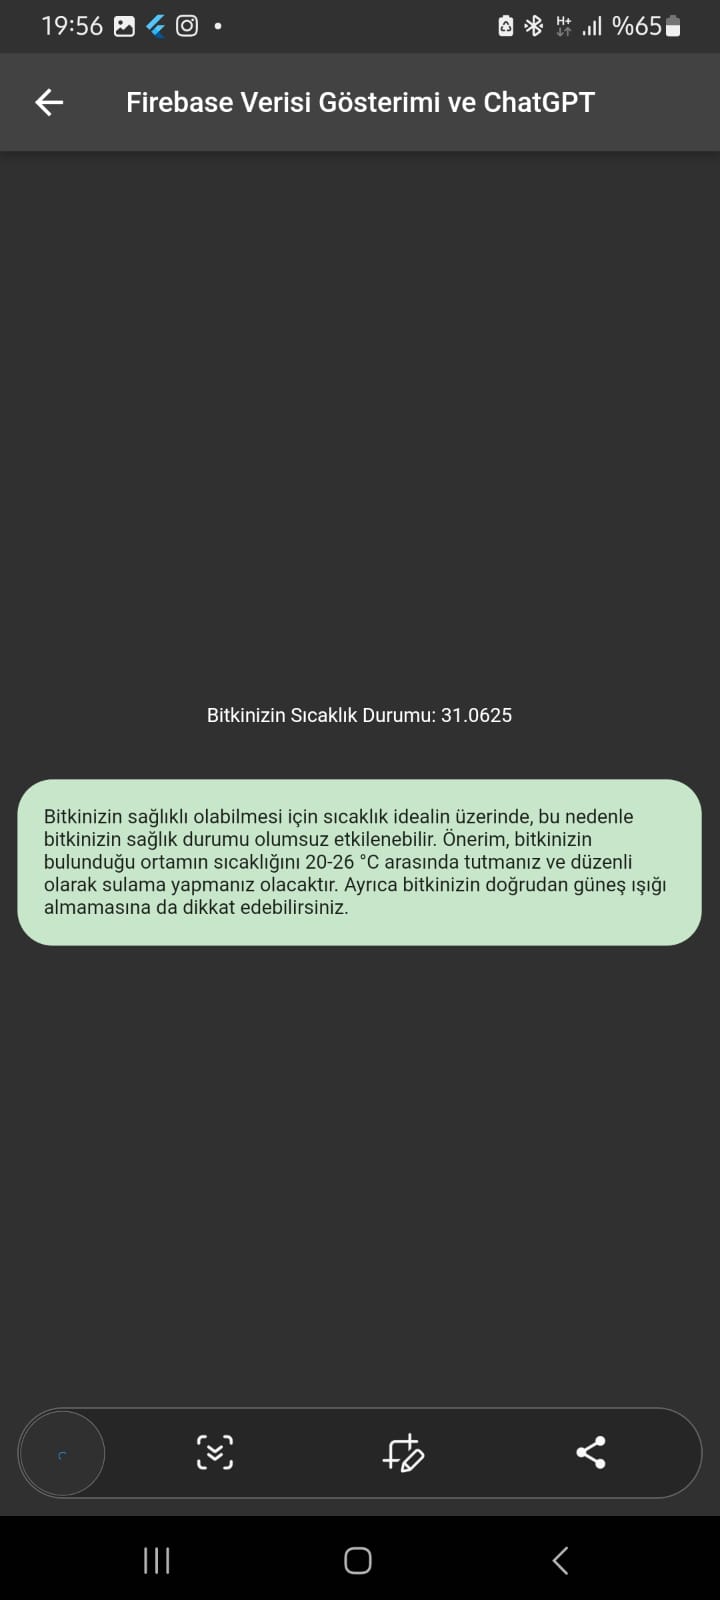 19:56
H+
%65
Firebase Verisi Gösterimi ve ChatGPT
Bitkinizin Sıcaklık Durumu: 31.0625
Bitkinizin sağlıklı olabilmesi için sıcaklık idealin üzerinde, bu nedenle
bitkinizin sağlık durumu olumsuz etkilenebilir. Önerim, bitkinizin
bulunduğu ortamın sıcaklığını 20-26 °C arasında tutmanız ve düzenli
olarak sulama yapmanız olacaktır. Ayrıca bitkinizin doğrudan güneş ışığı
almamasına da dikkat edebilirsiniz.